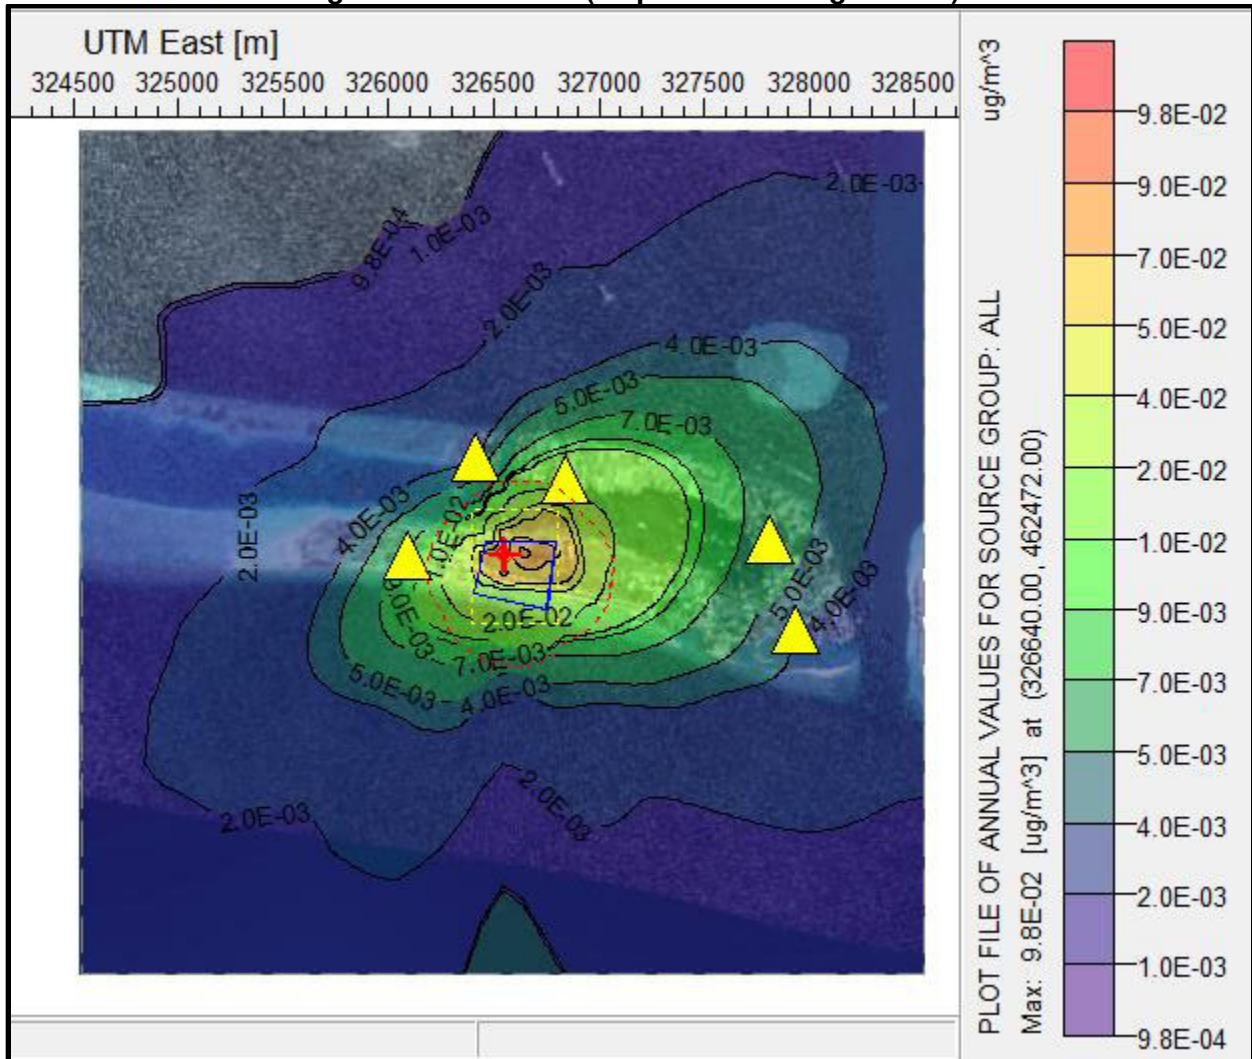 UTM East [m]
324500 325000 325500 326000 326500 327000 327500 328000 328500
2.0E-03
9.8E-04
1.0E-03
2.0E-03
4.0E-03
5.0E-03
7.0E-03
2.0E-03
4.0E-03
1.0E-02
5.0E-03
4.0E-03
2.0E-02
7.0E-03
5.0E-03
4.0E-03
2.0E-03
2.0E-03
ug/m^3
PLOT FILE OF ANNUAL VALUES FOR SOURCE GROUP: ALL
Max: 9.8E-02 [ug/m^3] at (326640.00, 462472.00)
9.8E-02
9.0E-02
7.0E-02
5.0E-02
4.0E-02
2.0E-02
1.0E-02
9.0E-03
7.0E-03
5.0E-03
4.0E-03
2.0E-03
1.0E-03
9.8E-04